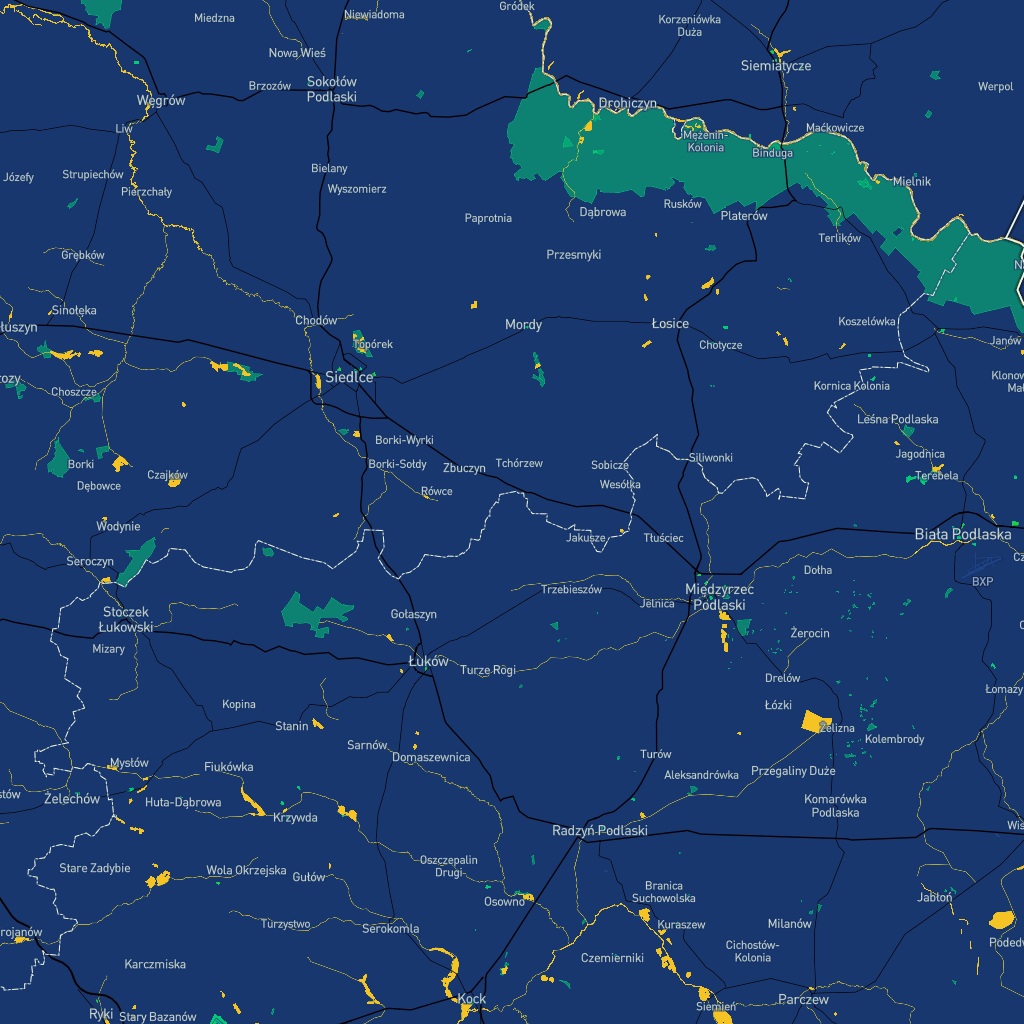 Gródek
Niewiadoma
Miedzna
Korzeniówka
Duża
Nowa Wieś
Siemiatycze
Brzozów
Sokołów
Podlaski
Werpol
Węgrów
Drohiczyn
Liw
Maćkowicze
Mężenin-
Kolonia
Binduga
Bielany
Józefy
Strupiechów
Pierzchały
Wyszomierz
Mielnik
Rusków
Dąbrowa
Platerów
Paprotnia
Terlików
Grębków
Przesmyki
Sinołęka
Chodów
Mordy
Łosice
Koszelówka
łuszyn
Topórek
Chotycze
Janów
Siedlce
Kornica Kolonia
Choszcze
Leśna Podlaska
Borki-Wyrki
Jagodnica
Borki
Borki-Sołdy
Zbuczyn
Tchórzew
Sobicze
Siliwonki
Terebela
Czajków
Dębowce
Równe
Wesółka
Wodynie
Jakusze
Tłuściec
Biała Podlaska
Seroczyn
Dołha
BXP
Trzebieszów
Międzyrzec
Podlaski
Jelnica
Stoczek
Łukowski
Gołaszyn
Żerocin
Mizary
Łuków
Turze Rogi
Drelów
Łomazy
Kopina
Łózki
Stanin
Żelizna
Kolembrody
Sarnów
Domaszewnica
Turów
Mysłów
Fiukówka
Aleksandrówka
Przegaliny Duże
Żelechów
Huta-Dąbrowa
Krzywda
Komarówka
Podlaska
Radzyń Podlaski
Stare Zadybie
Wola Okrzejska
Gułów
Oszczepalin
Drugi
Osowno
Branica
Suchowolska
Jabłoń
Turzystwo
Serokomla
Kuraszew
Milanów
Cichostów-
Kolonia
Czemierniki
Karczmiska
Kock
Siemień
Parczew
Ryki
Stary Bazanów